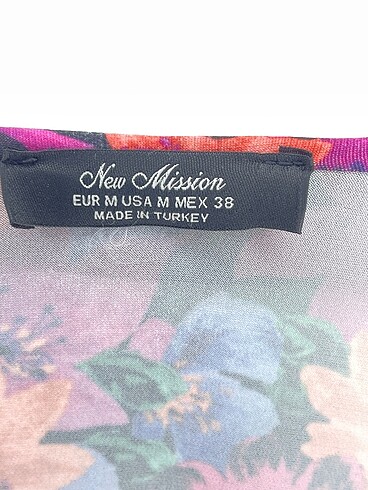 New Mission
EUR M USA M MEX 38
MADE IN TURKEY